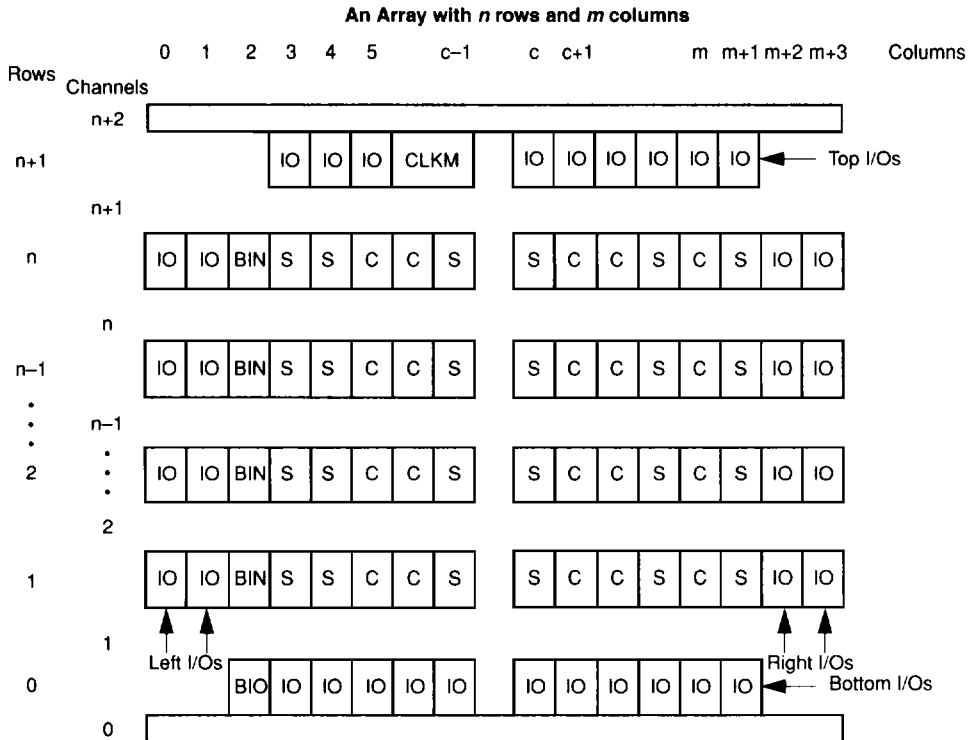 An Array with n rows and m columns
0 1 2 3 4 5 c–1 c c+1 m m+1 m+2 m+3 Columns
Rows
Channels
n+2
n+1 IO IO IO CLKM IO IO IO IO IO IO Top I/Os
n+1
n IO IO BIN S S C C S S C C S C S IO IO
n
n–1 IO IO BIN S S C C S S C C S C S IO IO
n–1
2 IO IO BIN S S C C S S C C S C S IO IO
2
1 IO IO BIN S S C C S S C C S C S IO IO
1
Left I/Os Right I/Os
0 BIO IO IO IO IO IO IO IO IO IO IO IO Bottom I/Os
0